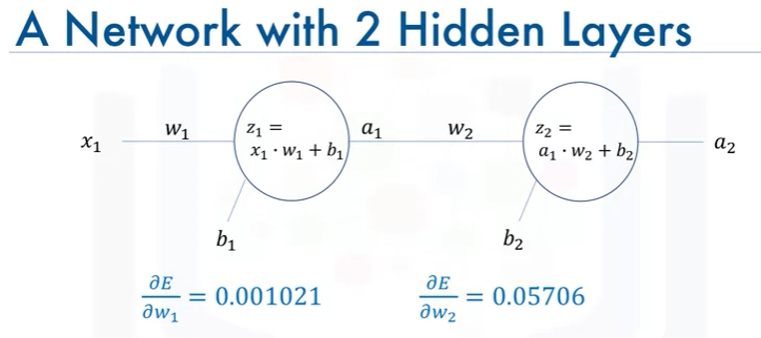 A Network with 2 Hidden Layers
x₁ w₁ z₁ = a₁ w₂ z₂ = a₂
x₁ · w₁ + b₁ a₁ · w₂ + b₂
b₁ b₂
∂E/∂w₁ = 0.001021 ∂E/∂w₂ = 0.05706